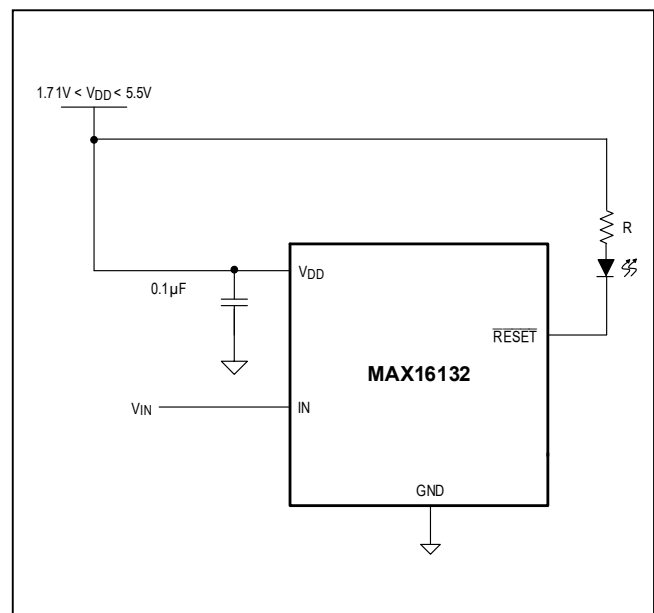 1.71V < VDD < 5.5V
R
VDD
0.1µF
RESET
MAX16132
VIN
IN
GND